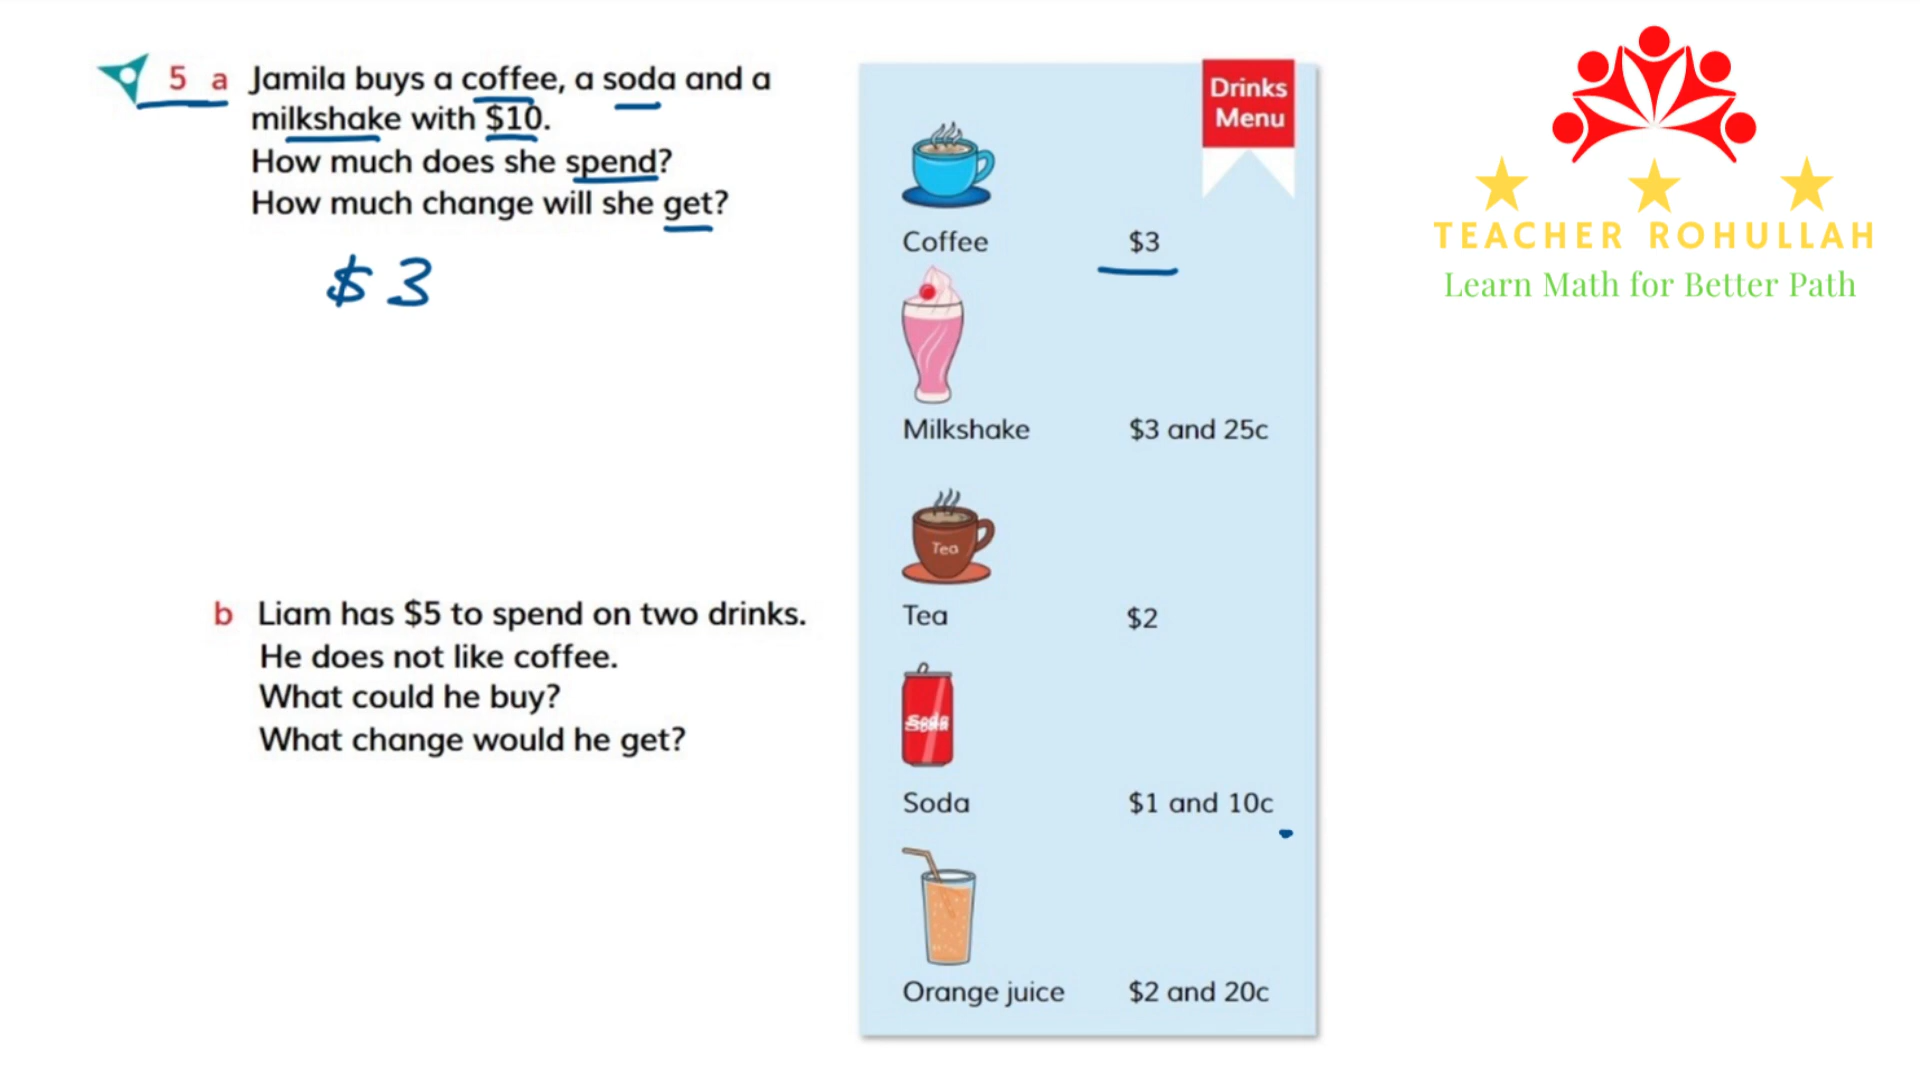 5 a Jamila buys a coffee, a soda and a
milkshake with $10.
How much does she spend?
How much change will she get?
$3
b Liam has $5 to spend on two drinks.
He does not like coffee.
What could he buy?
What change would he get?
Drinks
Menu
Coffee $3
Milkshake $3 and 25c
Tea
Tea $2
Soda
Soda $1 and 10c
Orange juice $2 and 20c
TEACHER ROHULLAH
Learn Math for Better Path